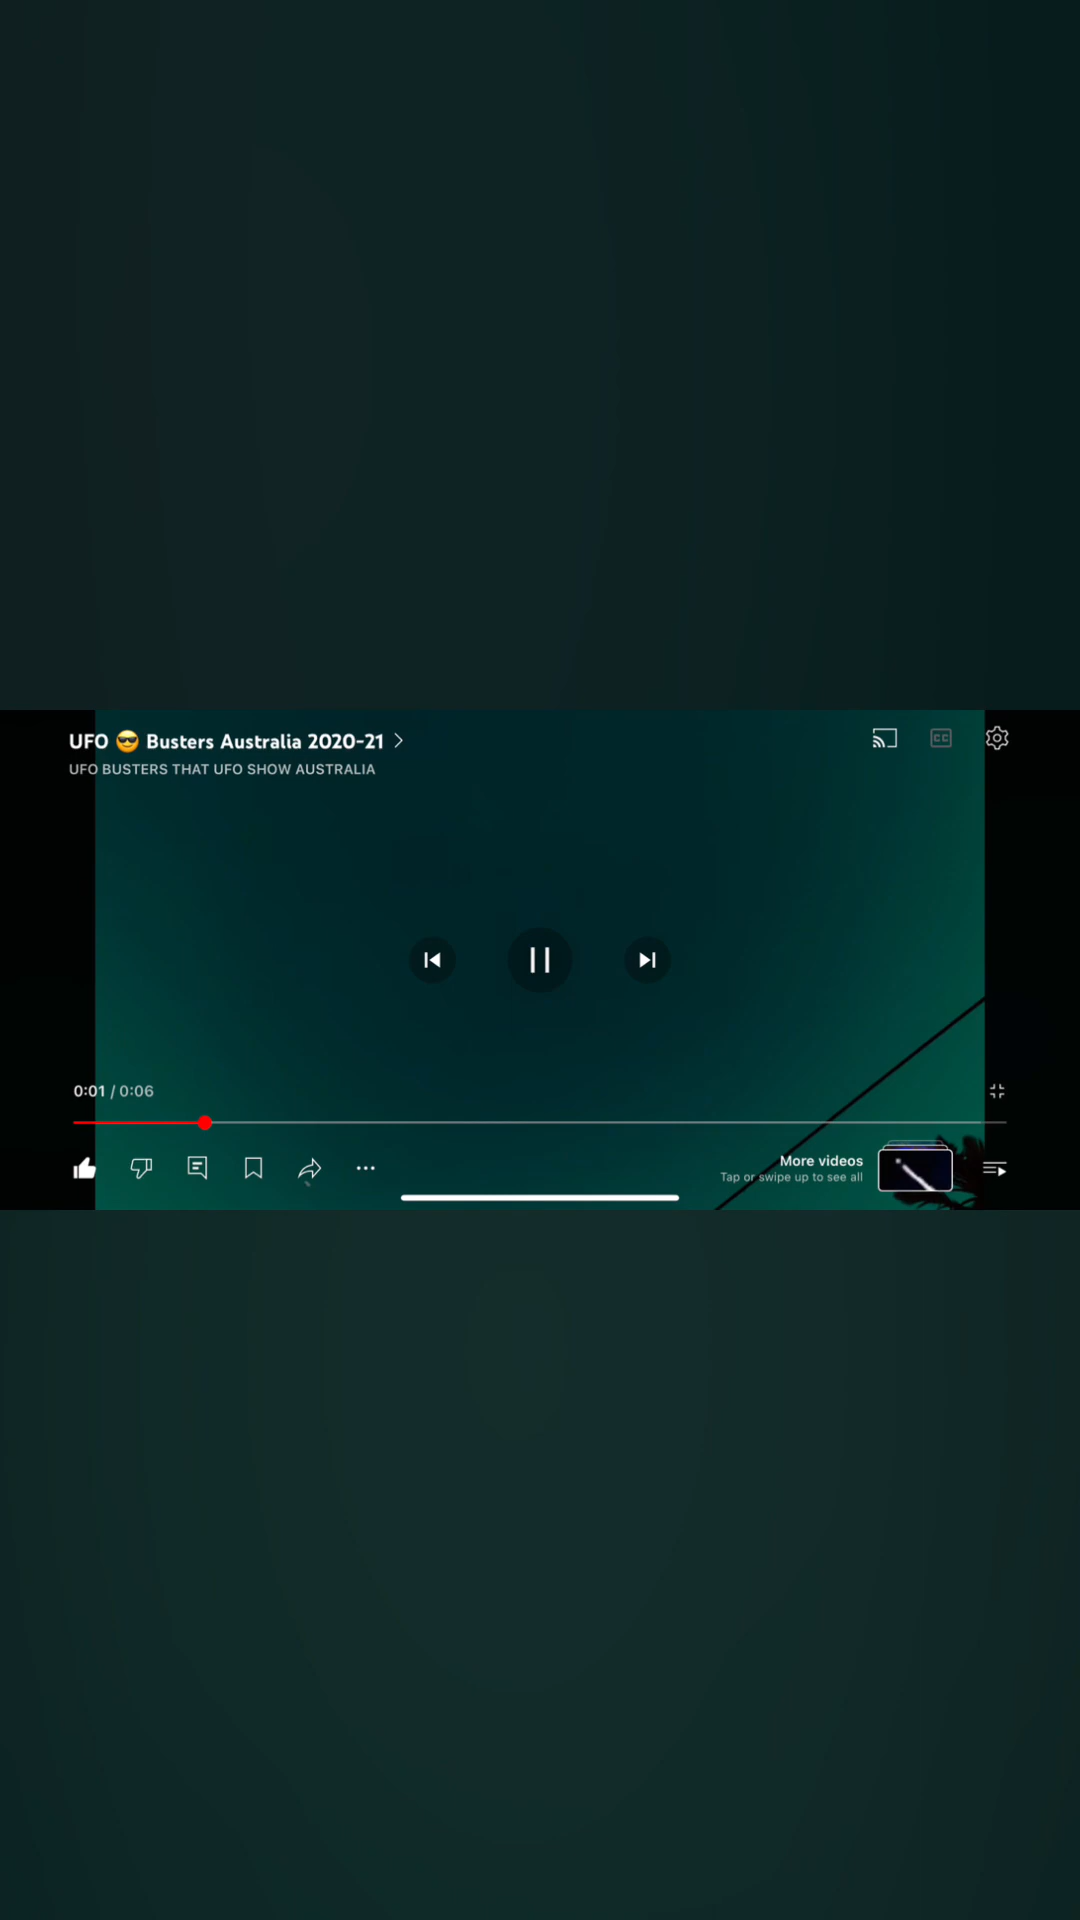 UFO 😎 Busters Australia 2020-21
UFO BUSTERS THAT UFO SHOW AUSTRALIA
CC
0:01 / 0:06
More videos
Tap or swipe up to see all